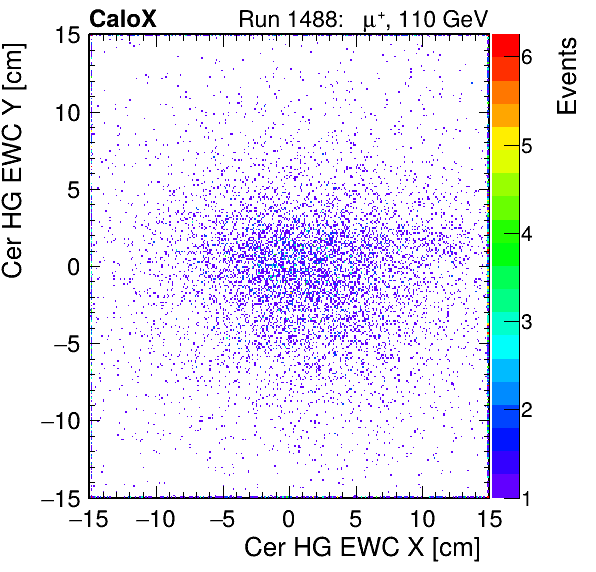 CaloX Run 1488: μ⁺, 110 GeV
Cer HG EWC Y [cm]
15
10
5
0
−5
−10
−15
−15 −10 −5 0 5 10 15
Cer HG EWC X [cm]
Events
6
5
4
3
2
1